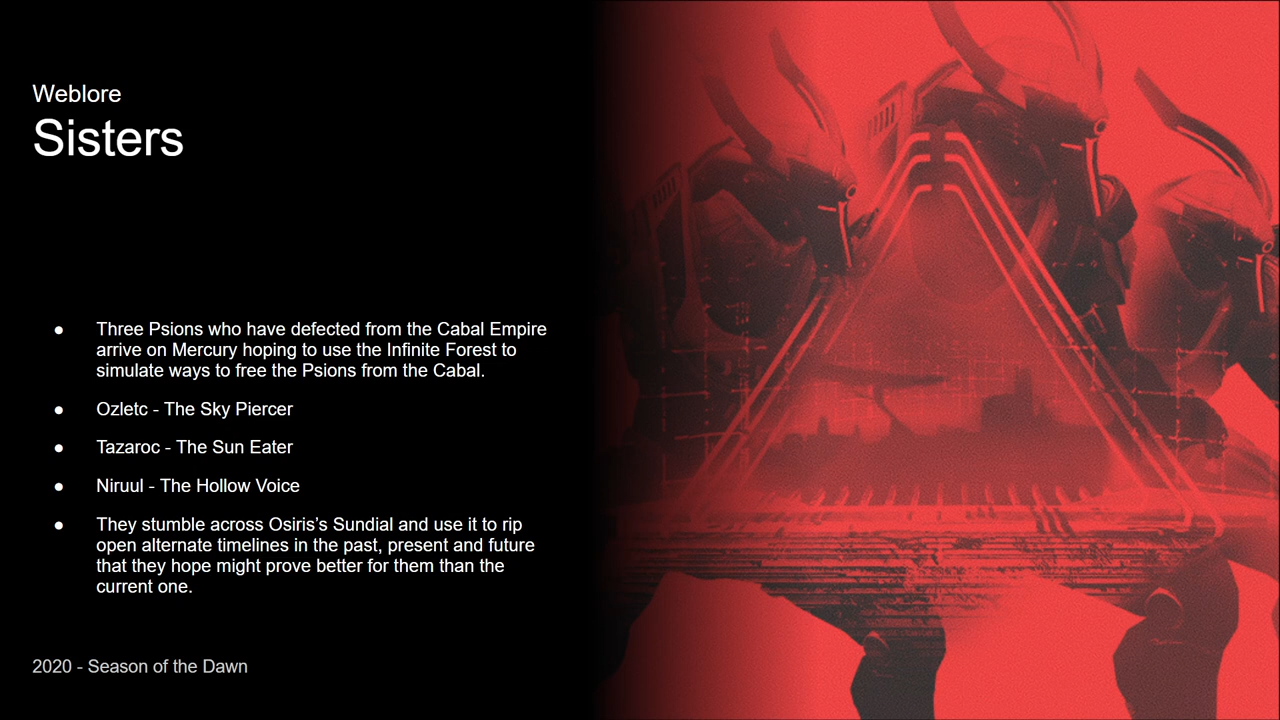 Weblore
Sisters
● Three Psions who have defected from the Cabal Empire
arrive on Mercury hoping to use the Infinite Forest to
simulate ways to free the Psions from the Cabal.
● Ozletc - The Sky Piercer
● Tazaroc - The Sun Eater
● Niruul - The Hollow Voice
● They stumble across Osiris’s Sundial and use it to rip
open alternate timelines in the past, present and future
that they hope might prove better for them than the
current one.
2020 - Season of the Dawn